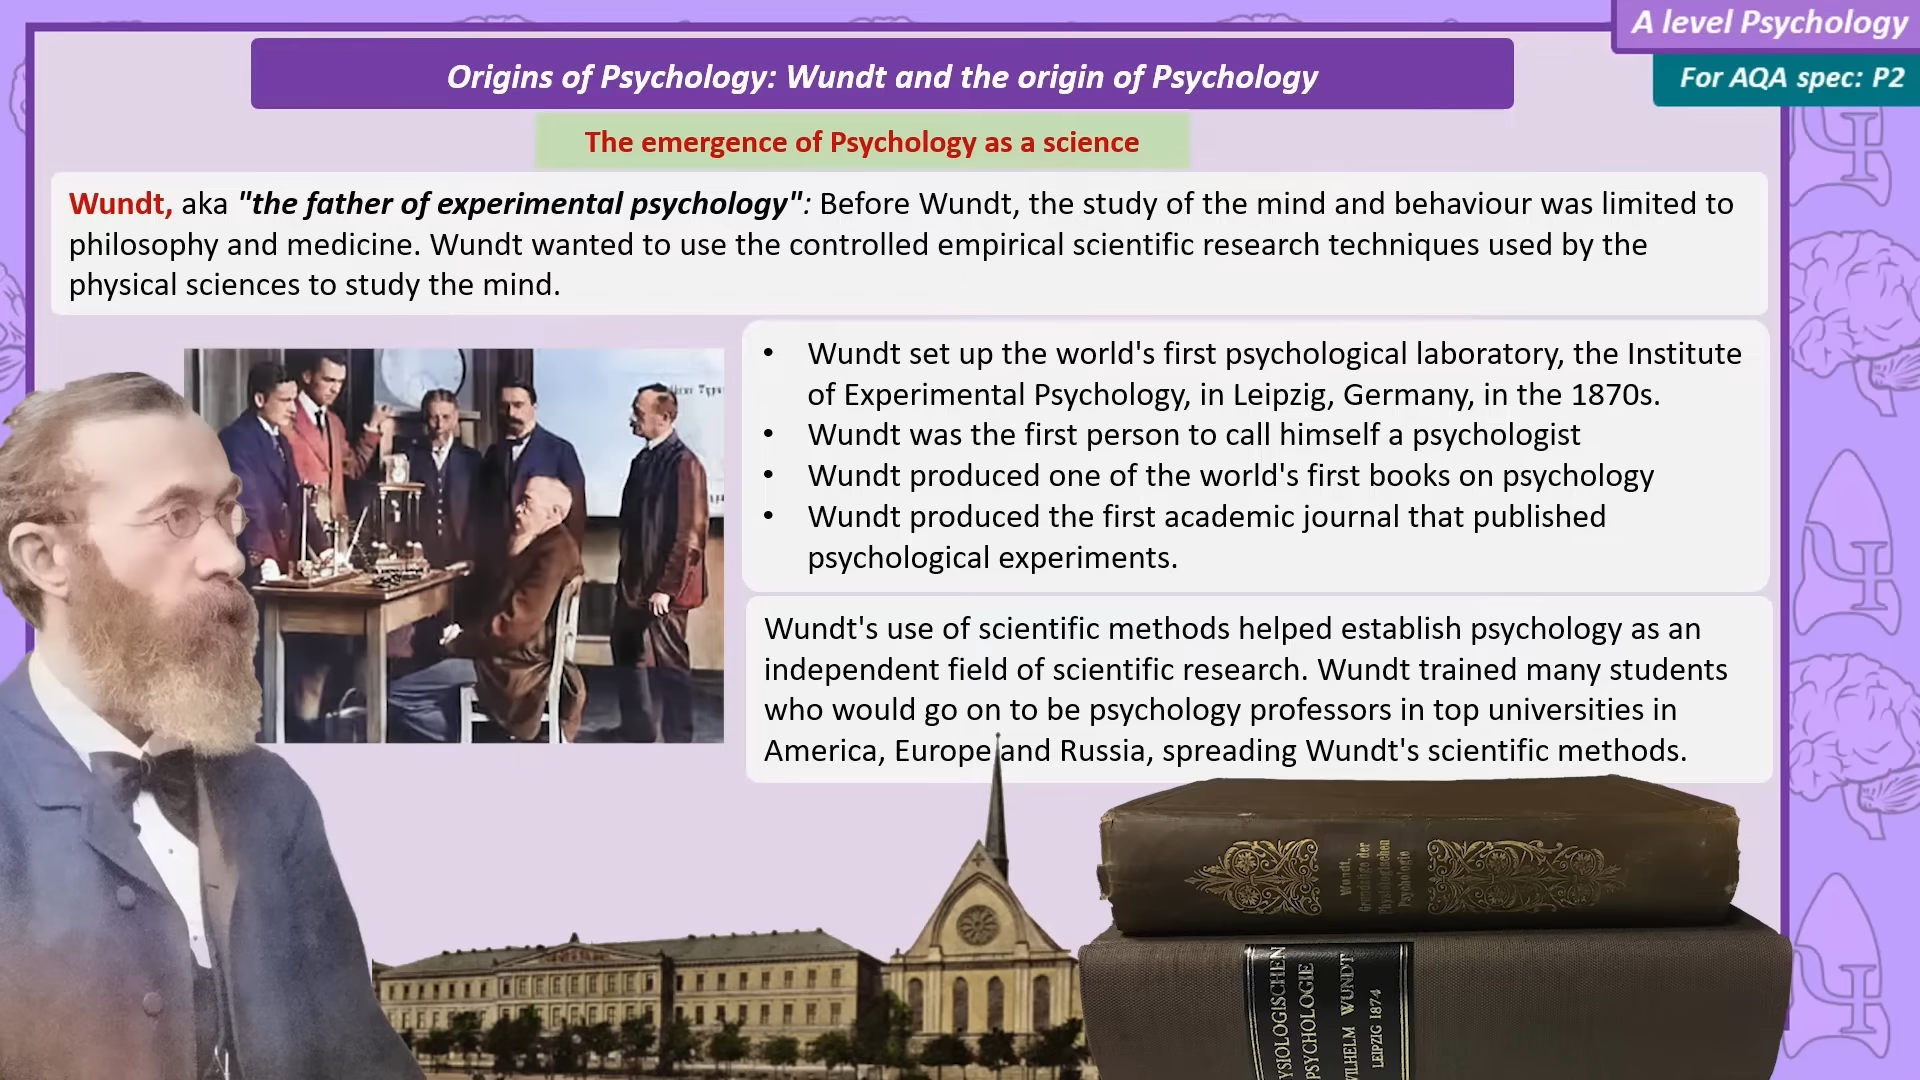 A level Psychology
For AQA spec: P2
Origins of Psychology: Wundt and the origin of Psychology
The emergence of Psychology as a science
Wundt, aka "the father of experimental psychology": Before Wundt, the study of the mind and behaviour was limited to
philosophy and medicine. Wundt wanted to use the controlled empirical scientific research techniques used by the
physical sciences to study the mind.
• Wundt set up the world's first psychological laboratory, the Institute
of Experimental Psychology, in Leipzig, Germany, in the 1870s.
• Wundt was the first person to call himself a psychologist
• Wundt produced one of the world's first books on psychology
• Wundt produced the first academic journal that published
psychological experiments.
Wundt's use of scientific methods helped establish psychology as an
independent field of scientific research. Wundt trained many students
who would go on to be psychology professors in top universities in
America, Europe and Russia, spreading Wundt's scientific methods.
Wundt,
Grundzüge der
Physiologischen
Psychologie
YSIOLOGISCHEN
PSYCHOLOGIE
WILHELM WUNDT
LEIPZIG 1874